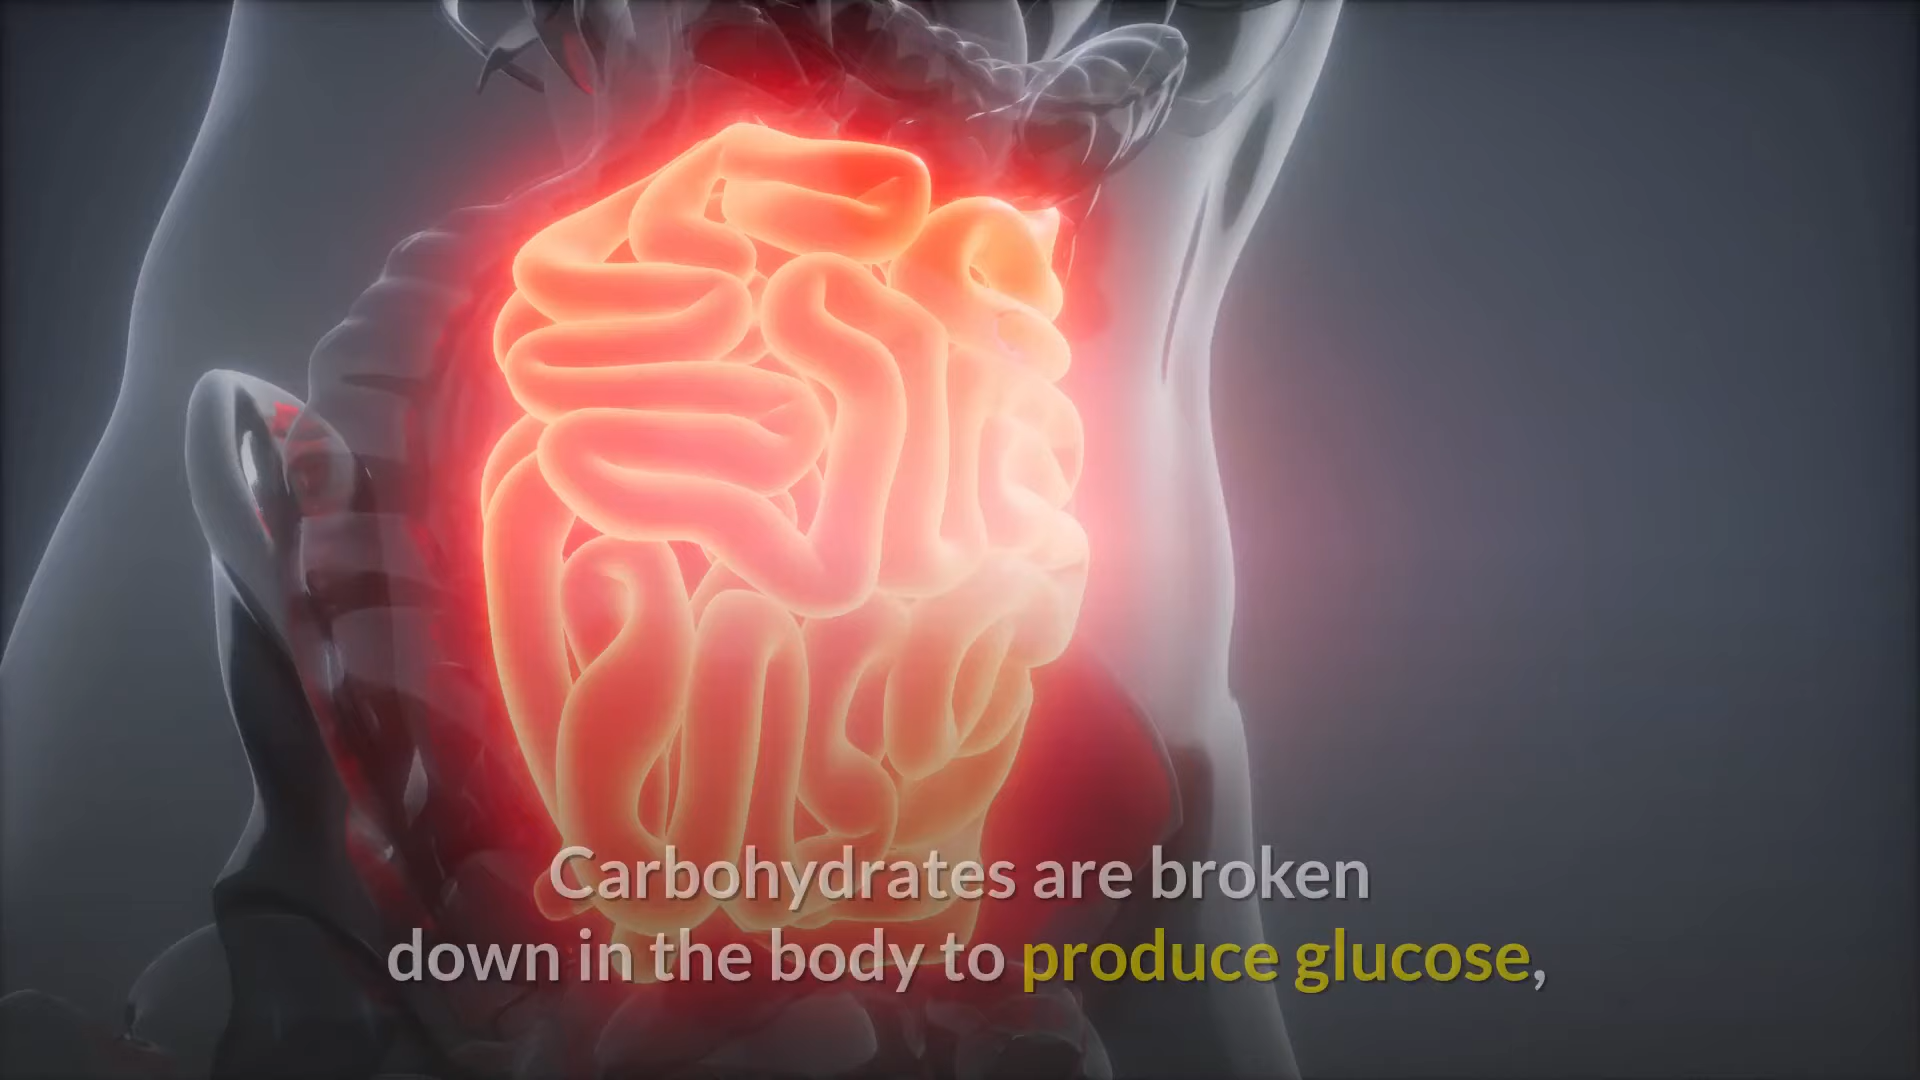 Carbohydrates are broken
down in the body to produce glucose,